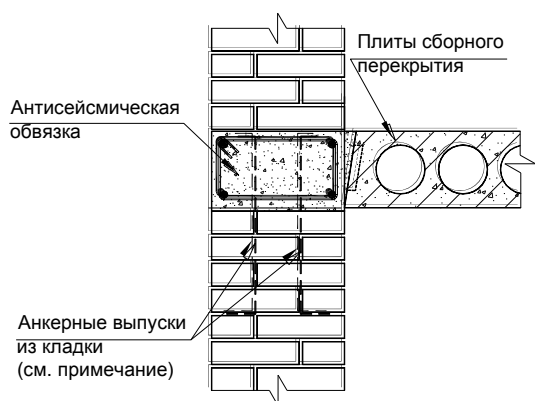 Плиты сборного
перекрытия
Антисейсмическая
обвязка
Анкерные выпуски
из кладки
(см. примечание)